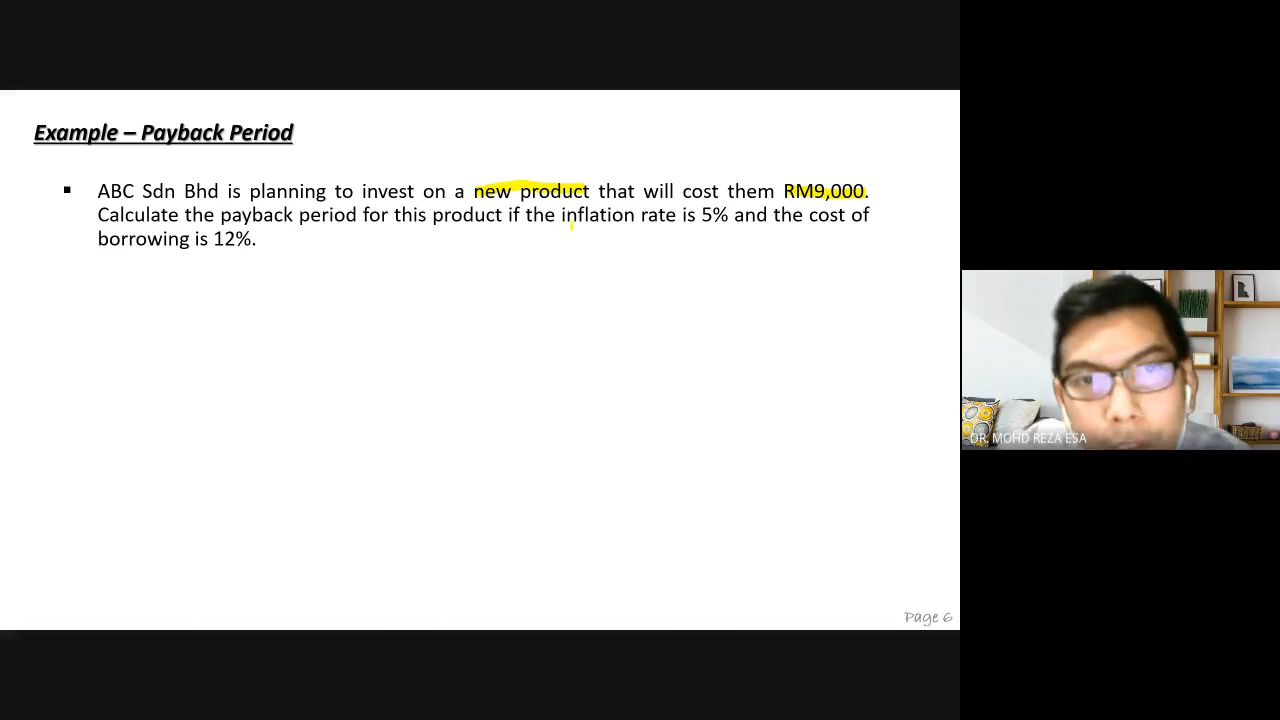 Example – Payback Period
▪ ABC Sdn Bhd is planning to invest on a new product that will cost them RM9,000.
Calculate the payback period for this product if the inflation rate is 5% and the cost of
borrowing is 12%.
DR. MOHD REZA ESA
Page 6